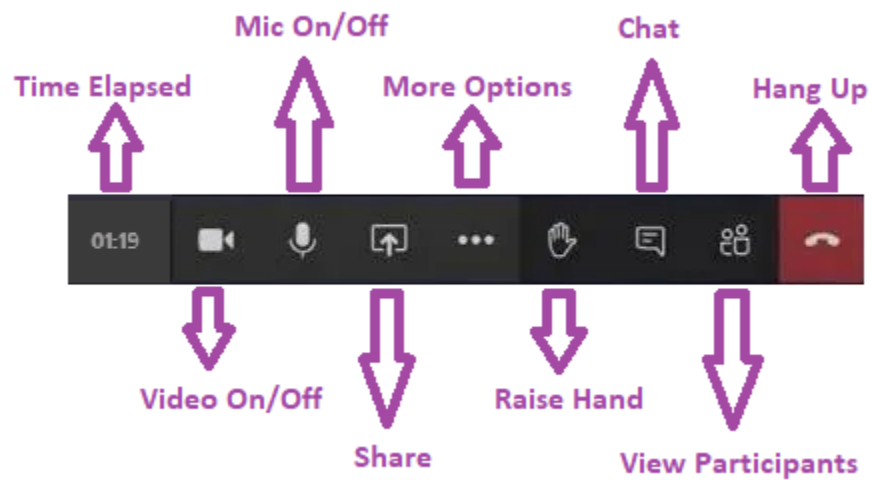 Mic On/Off
Chat
Time Elapsed
More Options
Hang Up
01:19
Video On/Off
Raise Hand
Share
View Participants